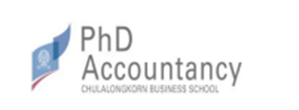 PhD
Accountancy
CHULALONGKORN BUSINESS SCHOOL